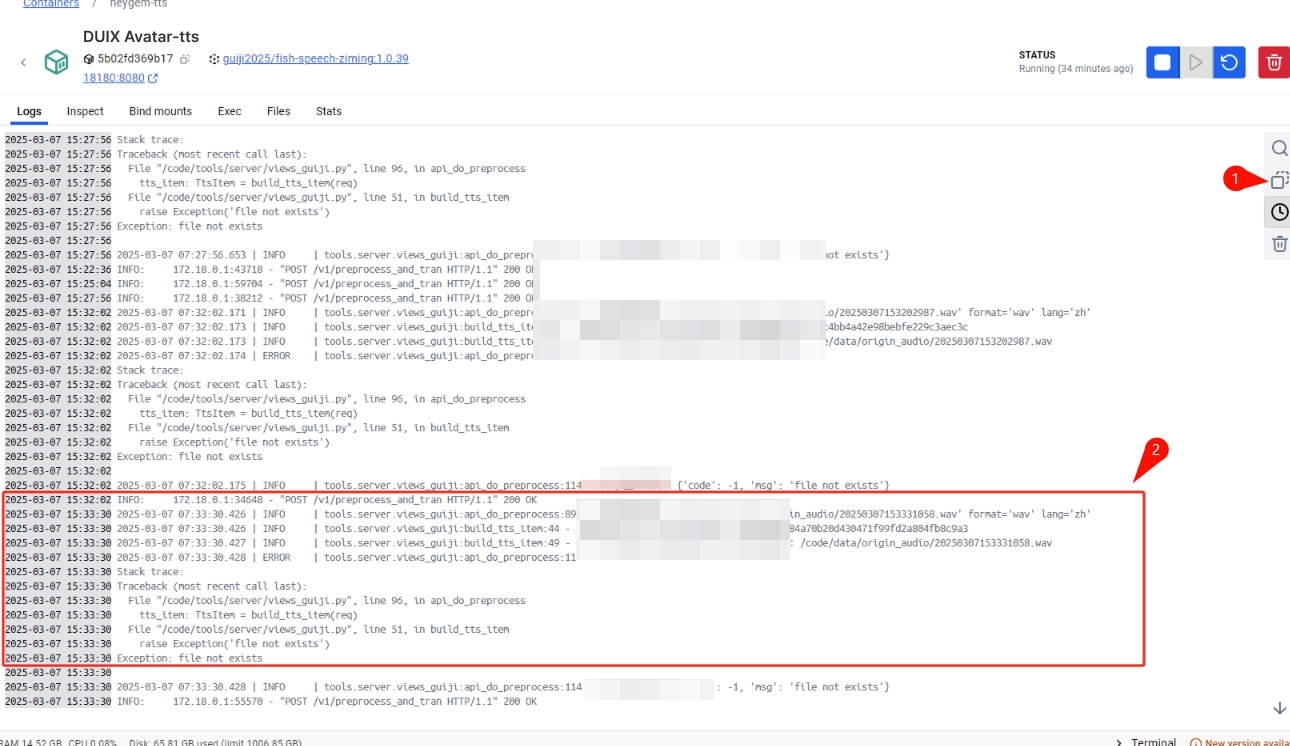 Containers / heygem-tts
DUIX Avatar-tts
5b02fd369b17 guiji2025/fish-speech-ziming:1.0.39
18180:8080
STATUS
Running (34 minutes ago)
Logs Inspect Bind mounts Exec Files Stats
2025-03-07 15:27:56 Stack trace:
2025-03-07 15:27:56 Traceback (most recent call last):
2025-03-07 15:27:56 File "/code/tools/server/views_guiji.py", line 96, in api_do_preprocess
2025-03-07 15:27:56 tts_item: TtsItem = build_tts_item(req)
2025-03-07 15:27:56 File "/code/tools/server/views_guiji.py", line 51, in build_tts_item
2025-03-07 15:27:56 raise Exception('file not exists')
2025-03-07 15:27:56 Exception: file not exists
2025-03-07 15:27:56
2025-03-07 15:27:56 2025-03-07 07:27:56.653 | INFO | tools.server.views_guiji:api_do_prepr not exists'}
2025-03-07 15:22:36 INFO: 172.18.0.1:43718 - "POST /v1/preprocess_and_tran HTTP/1.1" 200 O
2025-03-07 15:25:04 INFO: 172.18.0.1:59704 - "POST /v1/preprocess_and_tran HTTP/1.1" 200 O
2025-03-07 15:27:56 INFO: 172.18.0.1:38212 - "POST /v1/preprocess_and_tran HTTP/1.1" 200 O
2025-03-07 15:32:02 2025-03-07 07:32:02.171 | INFO | tools.server.views_guiji:api_do_prepr o/20250307153202987.wav' format='wav' lang='zh'
2025-03-07 15:32:02 2025-03-07 07:32:02.173 | INFO | tools.server.views_guiji:build_tts_it :4bb4a42e98bebfe229c3aec3c
2025-03-07 15:32:02 2025-03-07 07:32:02.173 | INFO | tools.server.views_guiji:build_tts_it e/data/origin_audio/20250307153202987.wav
2025-03-07 15:32:02 2025-03-07 07:32:02.174 | ERROR | tools.server.views_guiji:api_do_prepr
2025-03-07 15:32:02 Stack trace:
2025-03-07 15:32:02 Traceback (most recent call last):
2025-03-07 15:32:02 File "/code/tools/server/views_guiji.py", line 96, in api_do_preprocess
2025-03-07 15:32:02 tts_item: TtsItem = build_tts_item(req)
2025-03-07 15:32:02 File "/code/tools/server/views_guiji.py", line 51, in build_tts_item
2025-03-07 15:32:02 raise Exception('file not exists')
2025-03-07 15:32:02 Exception: file not exists
2025-03-07 15:32:02
2025-03-07 15:32:02 2025-03-07 07:32:02.175 | INFO | tools.server.views_guiji:api_do_preprocess:114 {'code': -1, 'msg': 'file not exists'}
2025-03-07 15:32:02 INFO: 172.18.0.1:34648 - "POST /v1/preprocess_and_tran HTTP/1.1" 200 OK
2025-03-07 15:33:30 2025-03-07 07:33:30.426 | INFO | tools.server.views_guiji:api_do_preprocess:89 in_audio/20250307153331058.wav' format='wav' lang='zh'
2025-03-07 15:33:30 2025-03-07 07:33:30.426 | INFO | tools.server.views_guiji:build_tts_item:44 - 84a70b20d430471f99fd2a804fb8c9a3
2025-03-07 15:33:30 2025-03-07 07:33:30.427 | INFO | tools.server.views_guiji:build_tts_item:49 - : /code/data/origin_audio/20250307153331058.wav
2025-03-07 15:33:30 2025-03-07 07:33:30.428 | ERROR | tools.server.views_guiji:api_do_preprocess:11
2025-03-07 15:33:30 Stack trace:
2025-03-07 15:33:30 Traceback (most recent call last):
2025-03-07 15:33:30 File "/code/tools/server/views_guiji.py", line 96, in api_do_preprocess
2025-03-07 15:33:30 tts_item: TtsItem = build_tts_item(req)
2025-03-07 15:33:30 File "/code/tools/server/views_guiji.py", line 51, in build_tts_item
2025-03-07 15:33:30 raise Exception('file not exists')
2025-03-07 15:33:30 Exception: file not exists
2025-03-07 15:33:30
2025-03-07 15:33:30 2025-03-07 07:33:30.428 | INFO | tools.server.views_guiji:api_do_preprocess:114 : -1, 'msg': 'file not exists'}
2025-03-07 15:33:30 INFO: 172.18.0.1:55570 - "POST /v1/preprocess_and_tran HTTP/1.1" 200 OK
1
2
RAM 14.52 GB CPU 0.08% Disk: 65.81 GB used (limit 1006.85 GB)
Terminal New version availa